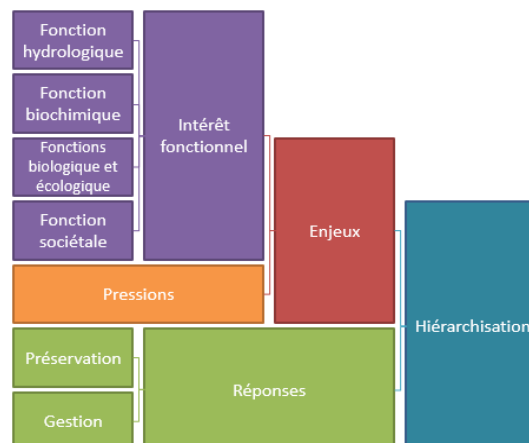 Fonction
hydrologique
Fonction
biochimique
Fonctions
biologique et
écologique
Fonction
sociétale
Intérêt
fonctionnel
Pressions
Enjeux
Préservation
Gestion
Réponses
Hiérarchisation